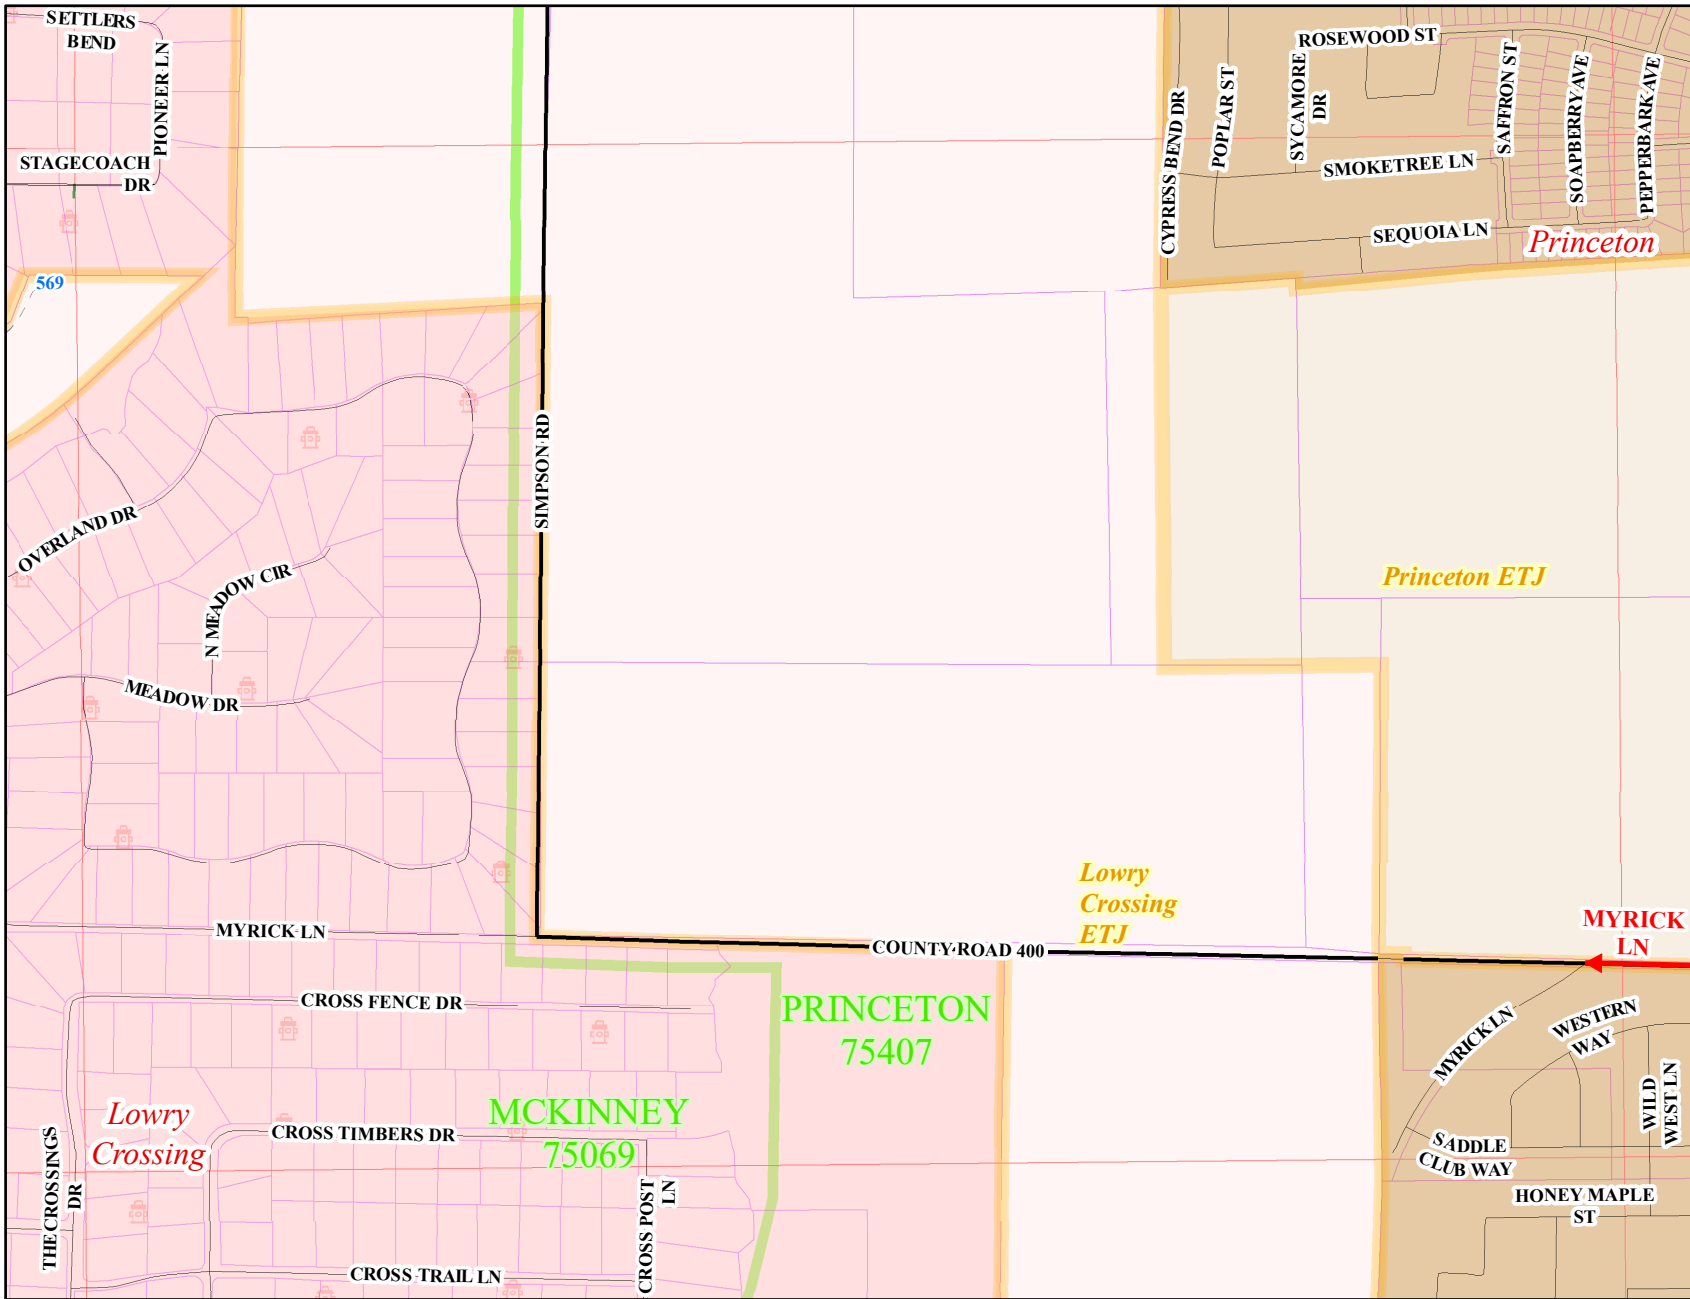 SETTLERS
BEND
PIONEER LN
STAGECOACH
DR
569
ROSEWOOD ST
CYPRESS BEND DR
POPLAR ST
SYCAMORE
DR
SMOKETREE LN
SAFFRON ST
SOAPBERRY AVE
PEPPERBARK AVE
SEQUOIA LN
Princeton
SIMPSON RD
OVERLAND DR
N MEADOW CIR
MEADOW DR
Princeton ETJ
Lowry
Crossing
ETJ
MYRICK LN
COUNTY ROAD 400
MYRICK
LN
CROSS FENCE DR
PRINCETON
75407
MYRICK LN
WESTERN
WAY
WILD
WEST LN
Lowry
Crossing
MCKINNEY
75069
CROSS TIMBERS DR
THE CROSSINGS
DR
CROSS POST
LN
SADDLE
CLUB WAY
HONEY MAPLE
ST
CROSS TRAIL LN